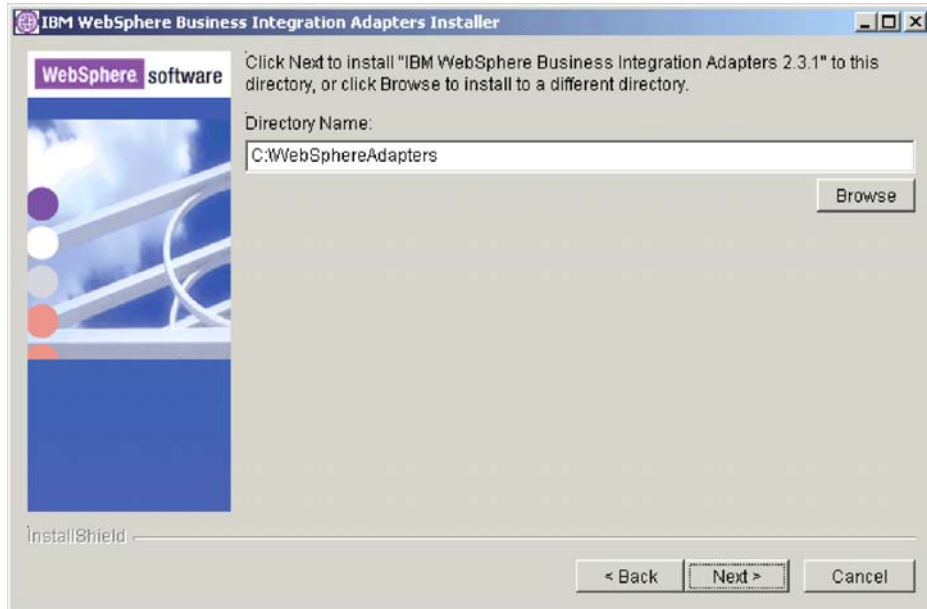 IBM WebSphere Business Integration Adapters Installer
WebSphere software
Click Next to install "IBM WebSphere Business Integration Adapters 2.3.1" to this
directory, or click Browse to install to a different directory.
Directory Name:
C:\WebSphereAdapters
Browse
InstallShield
< Back
Next >
Cancel